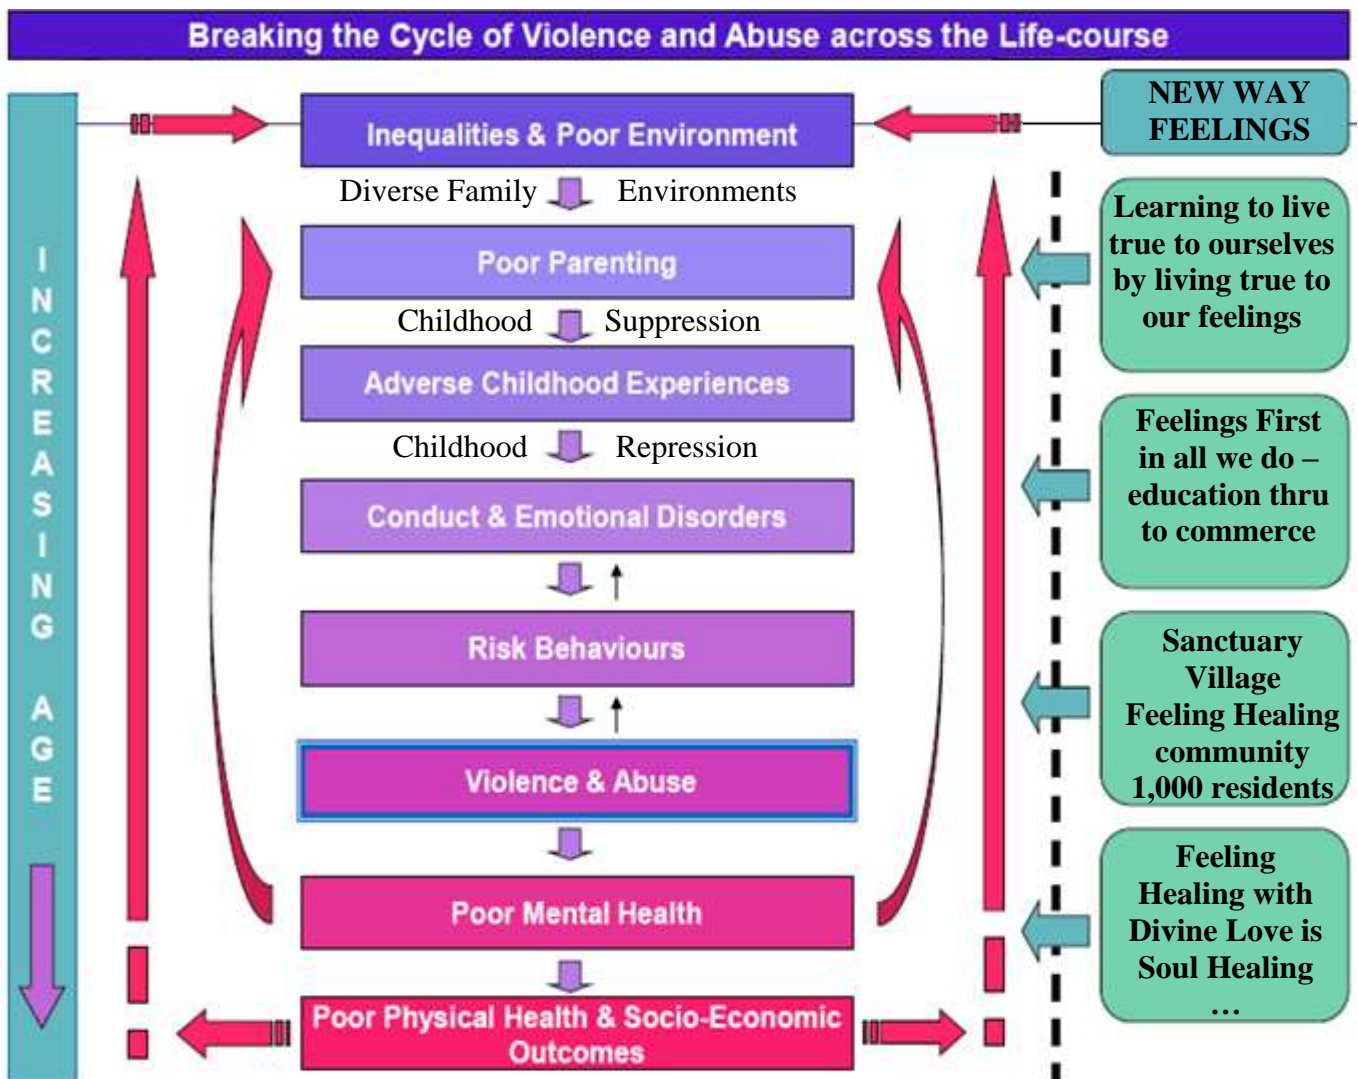 Breaking the Cycle of Violence and Abuse across the Life-course
INCREASING AGE
Inequalities & Poor Environment
Diverse Family Environments
Poor Parenting
Childhood Suppression
Adverse Childhood Experiences
Childhood Repression
Conduct & Emotional Disorders
Risk Behaviours
Violence & Abuse
Poor Mental Health
Poor Physical Health & Socio-Economic
Outcomes
NEW WAY
FEELINGS
Learning to live
true to ourselves
by living true to
our feelings
Feelings First
in all we do –
education thru
to commerce
Sanctuary
Village
Feeling Healing
community
1,000 residents
Feeling
Healing with
Divine Love is
Soul Healing
…